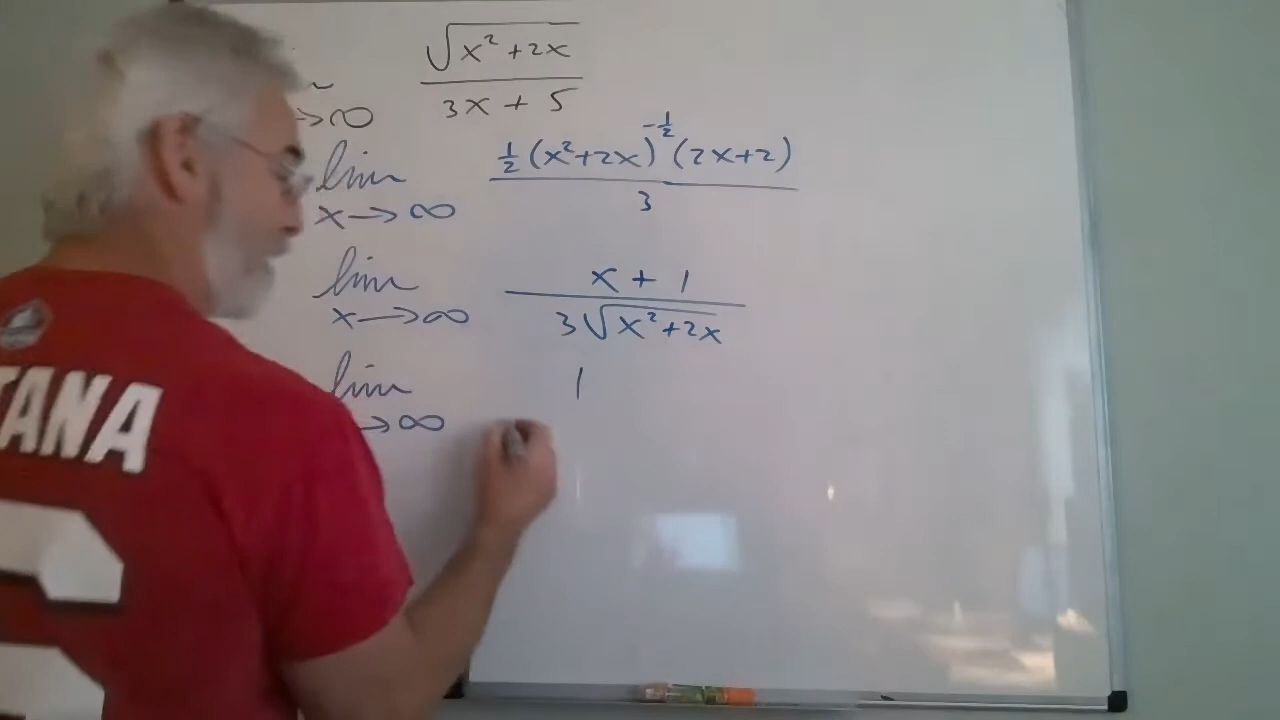 √x²+2x
→∞ 3x + 5
lim ½(x²+2x)^-½(2x+2)
x→∞ 3
lim x + 1
x→∞ 3√x²+2x
lim 1
→∞
TANA